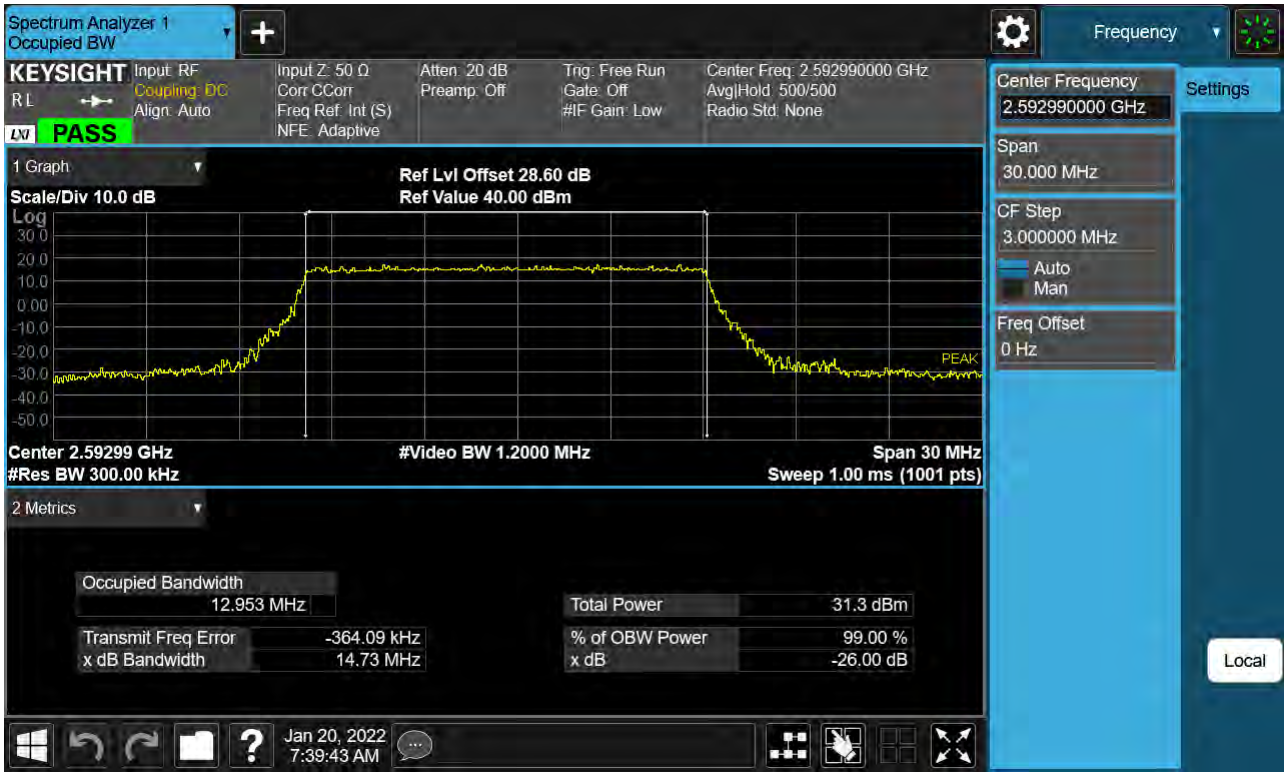 Spectrum Analyzer 1
Occupied BW
Frequency
KEYSIGHT
RL
LXI PASS
Input: RF
Coupling: DC
Align: Auto
Input Z: 50 Ω
Corr CCorr
Freq Ref: Int (S)
NFE: Adaptive
Atten: 20 dB
Preamp: Off
Trig: Free Run
Gate: Off
#IF Gain: Low
Center Freq: 2.592990000 GHz
Avg|Hold: 500/500
Radio Std: None
Center Frequency
2.592990000 GHz
Settings
Span
30.000 MHz
CF Step
3.000000 MHz
Auto
Man
Freq Offset
0 Hz
Local
1 Graph
Scale/Div 10.0 dB
Ref Lvl Offset 28.60 dB
Ref Value 40.00 dBm
Log
30.0
20.0
10.0
0.00
-10.0
-20.0
-30.0
-40.0
-50.0
PEAK
Center 2.59299 GHz
#Res BW 300.00 kHz
#Video BW 1.2000 MHz
Span 30 MHz
Sweep 1.00 ms (1001 pts)
2 Metrics
Occupied Bandwidth
12.953 MHz
Transmit Freq Error -364.09 kHz
x dB Bandwidth 14.73 MHz
Total Power 31.3 dBm
% of OBW Power 99.00 %
x dB -26.00 dB
Jan 20, 2022
7:39:43 AM